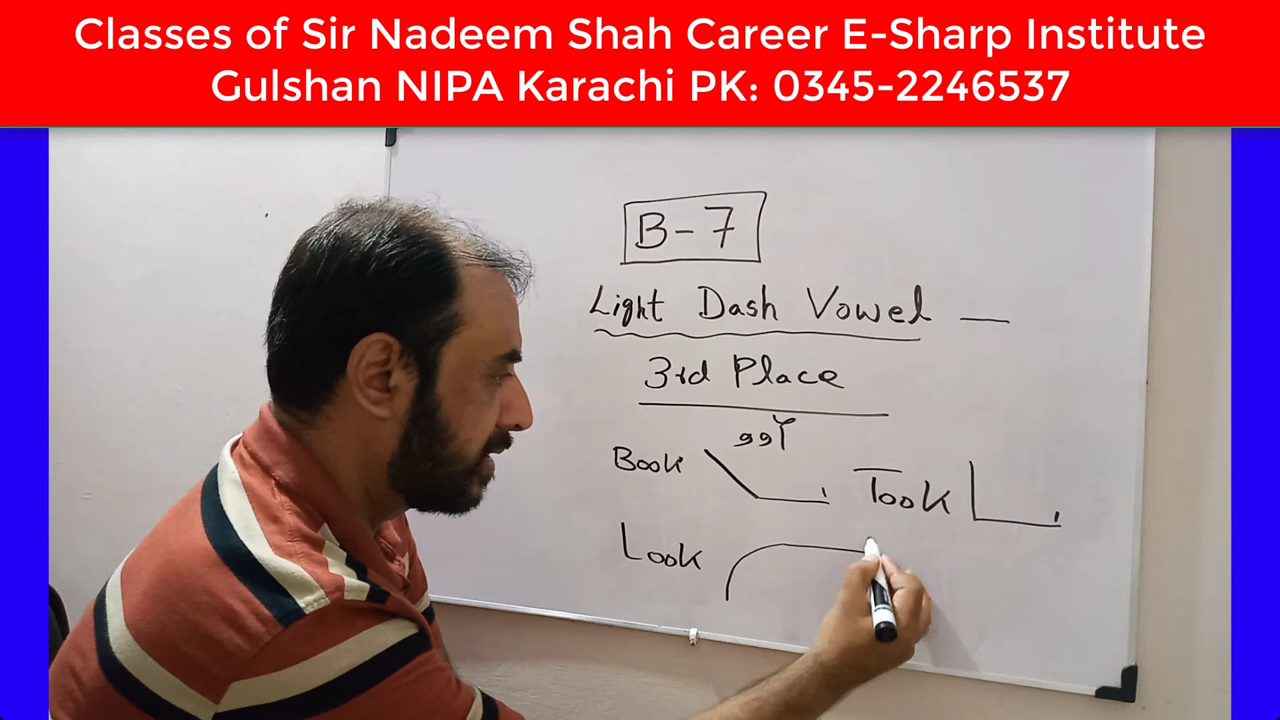 Classes of Sir Nadeem Shah Career E-Sharp Institute
Gulshan NIPA Karachi PK: 0345-2246537
B-7
Light Dash Vowel —
3rd Place
Book
Took
Look